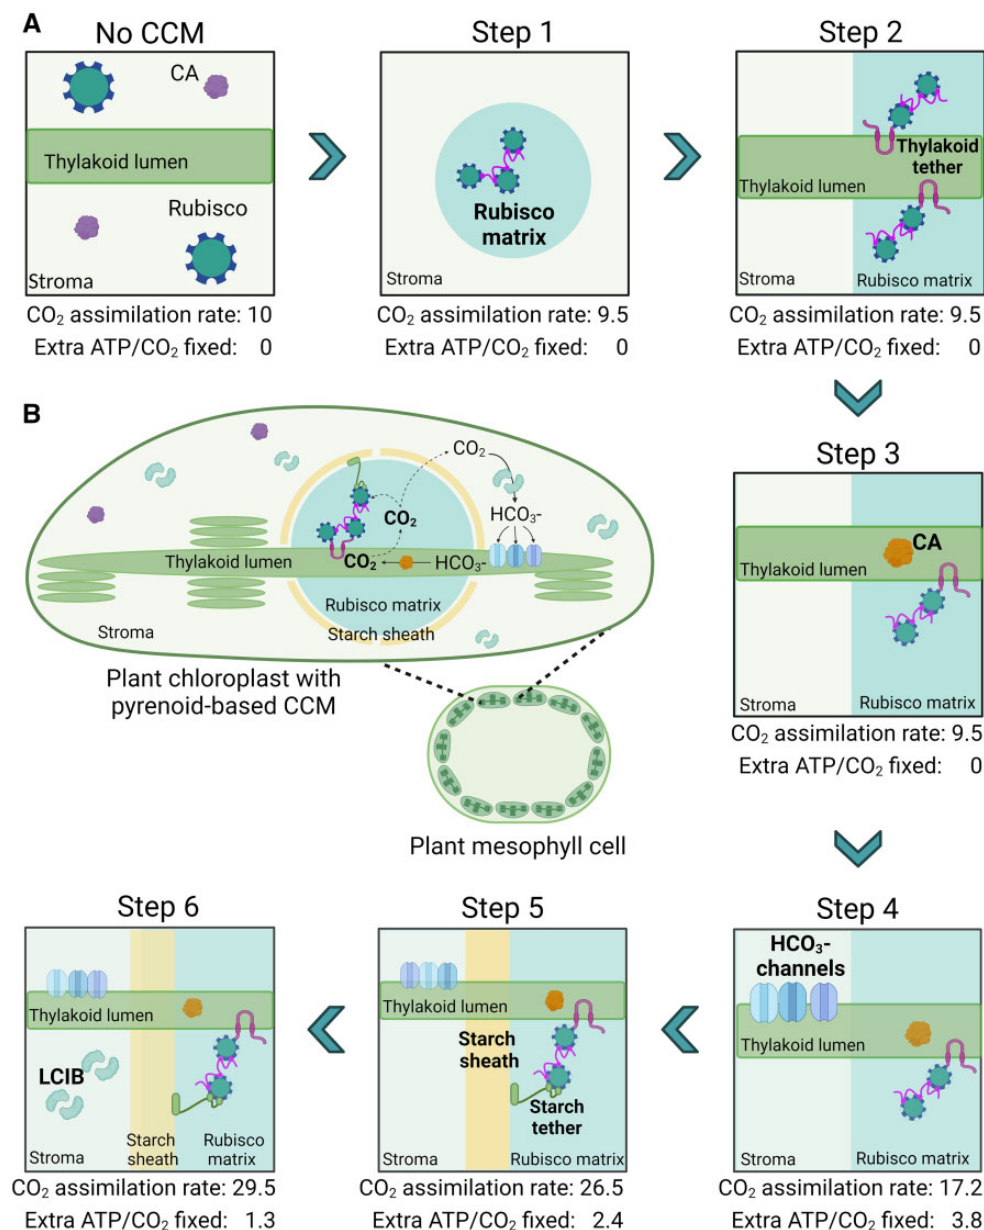 A
No CCM
CA
Thylakoid lumen
Rubisco
Stroma
CO₂ assimilation rate: 10
Extra ATP/CO₂ fixed: 0
Step 1
Rubisco
matrix
Stroma
CO₂ assimilation rate: 9.5
Extra ATP/CO₂ fixed: 0
Step 2
Thylakoid
tether
Thylakoid lumen
Stroma
Rubisco matrix
CO₂ assimilation rate: 9.5
Extra ATP/CO₂ fixed: 0
B
CO₂
HCO₃-
CO₂
Thylakoid lumen
CO₂
HCO₃-
Rubisco matrix
Stroma
Starch sheath
Plant chloroplast with
pyrenoid-based CCM
Plant mesophyll cell
Step 3
CA
Thylakoid lumen
Stroma
Rubisco matrix
CO₂ assimilation rate: 9.5
Extra ATP/CO₂ fixed: 0
Step 6
Thylakoid lumen
LCIB
Stroma
Starch
sheath
Rubisco
matrix
CO₂ assimilation rate: 29.5
Extra ATP/CO₂ fixed: 1.3
Step 5
Thylakoid lumen
Starch
sheath
Starch
tether
Stroma
Rubisco matrix
CO₂ assimilation rate: 26.5
Extra ATP/CO₂ fixed: 2.4
Step 4
HCO₃-
channels
Thylakoid lumen
Stroma
Rubisco matrix
CO₂ assimilation rate: 17.2
Extra ATP/CO₂ fixed: 3.8